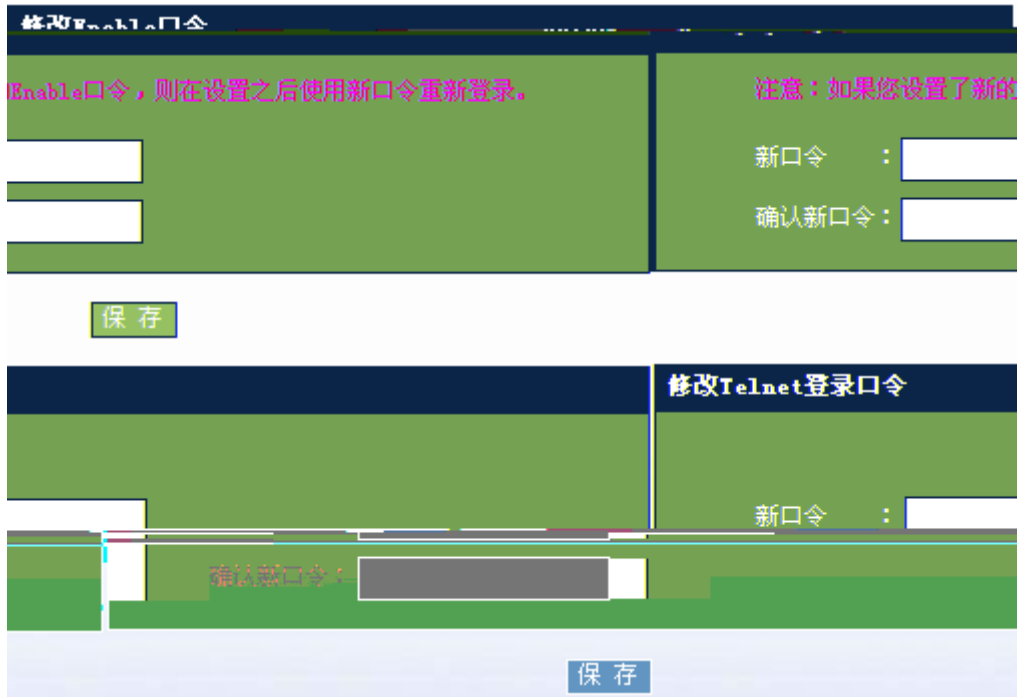 修改Enable口令
Enable口令，则在设置之后使用新口令重新登录。
注意：如果您设置了新的
新口令 ：
确认新口令：
保 存
修改Telnet登录口令
新口令 ：
确认新口令：
保 存